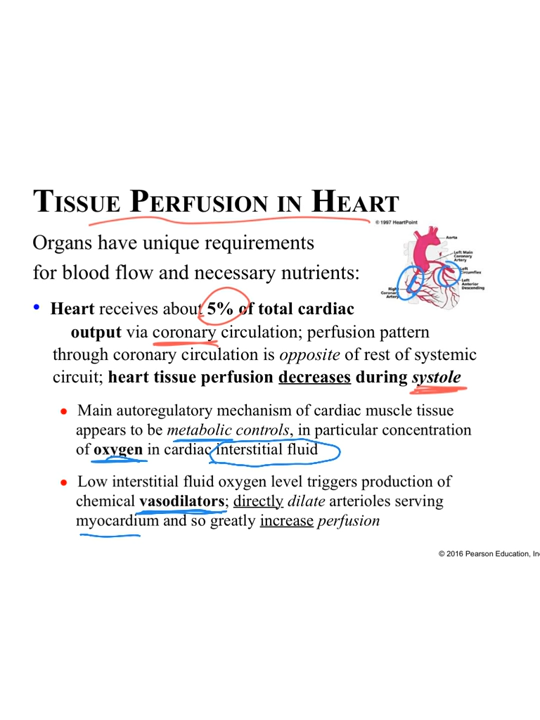 TISSUE PERFUSION IN HEART
© 1997 HeartPoint
Organs have unique requirements
for blood flow and necessary nutrients:
Aorta
Left Main
Coronary
Artery
Left
Circumflex
Left
Anterior
Descending
Right
Coronary
Artery
• Heart receives about 5% of total cardiac
output via coronary circulation; perfusion pattern
through coronary circulation is opposite of rest of systemic
circuit; heart tissue perfusion decreases during systole
• Main autoregulatory mechanism of cardiac muscle tissue
appears to be metabolic controls, in particular concentration
of oxygen in cardiac interstitial fluid
• Low interstitial fluid oxygen level triggers production of
chemical vasodilators; directly dilate arterioles serving
myocardium and so greatly increase perfusion
© 2016 Pearson Education, In